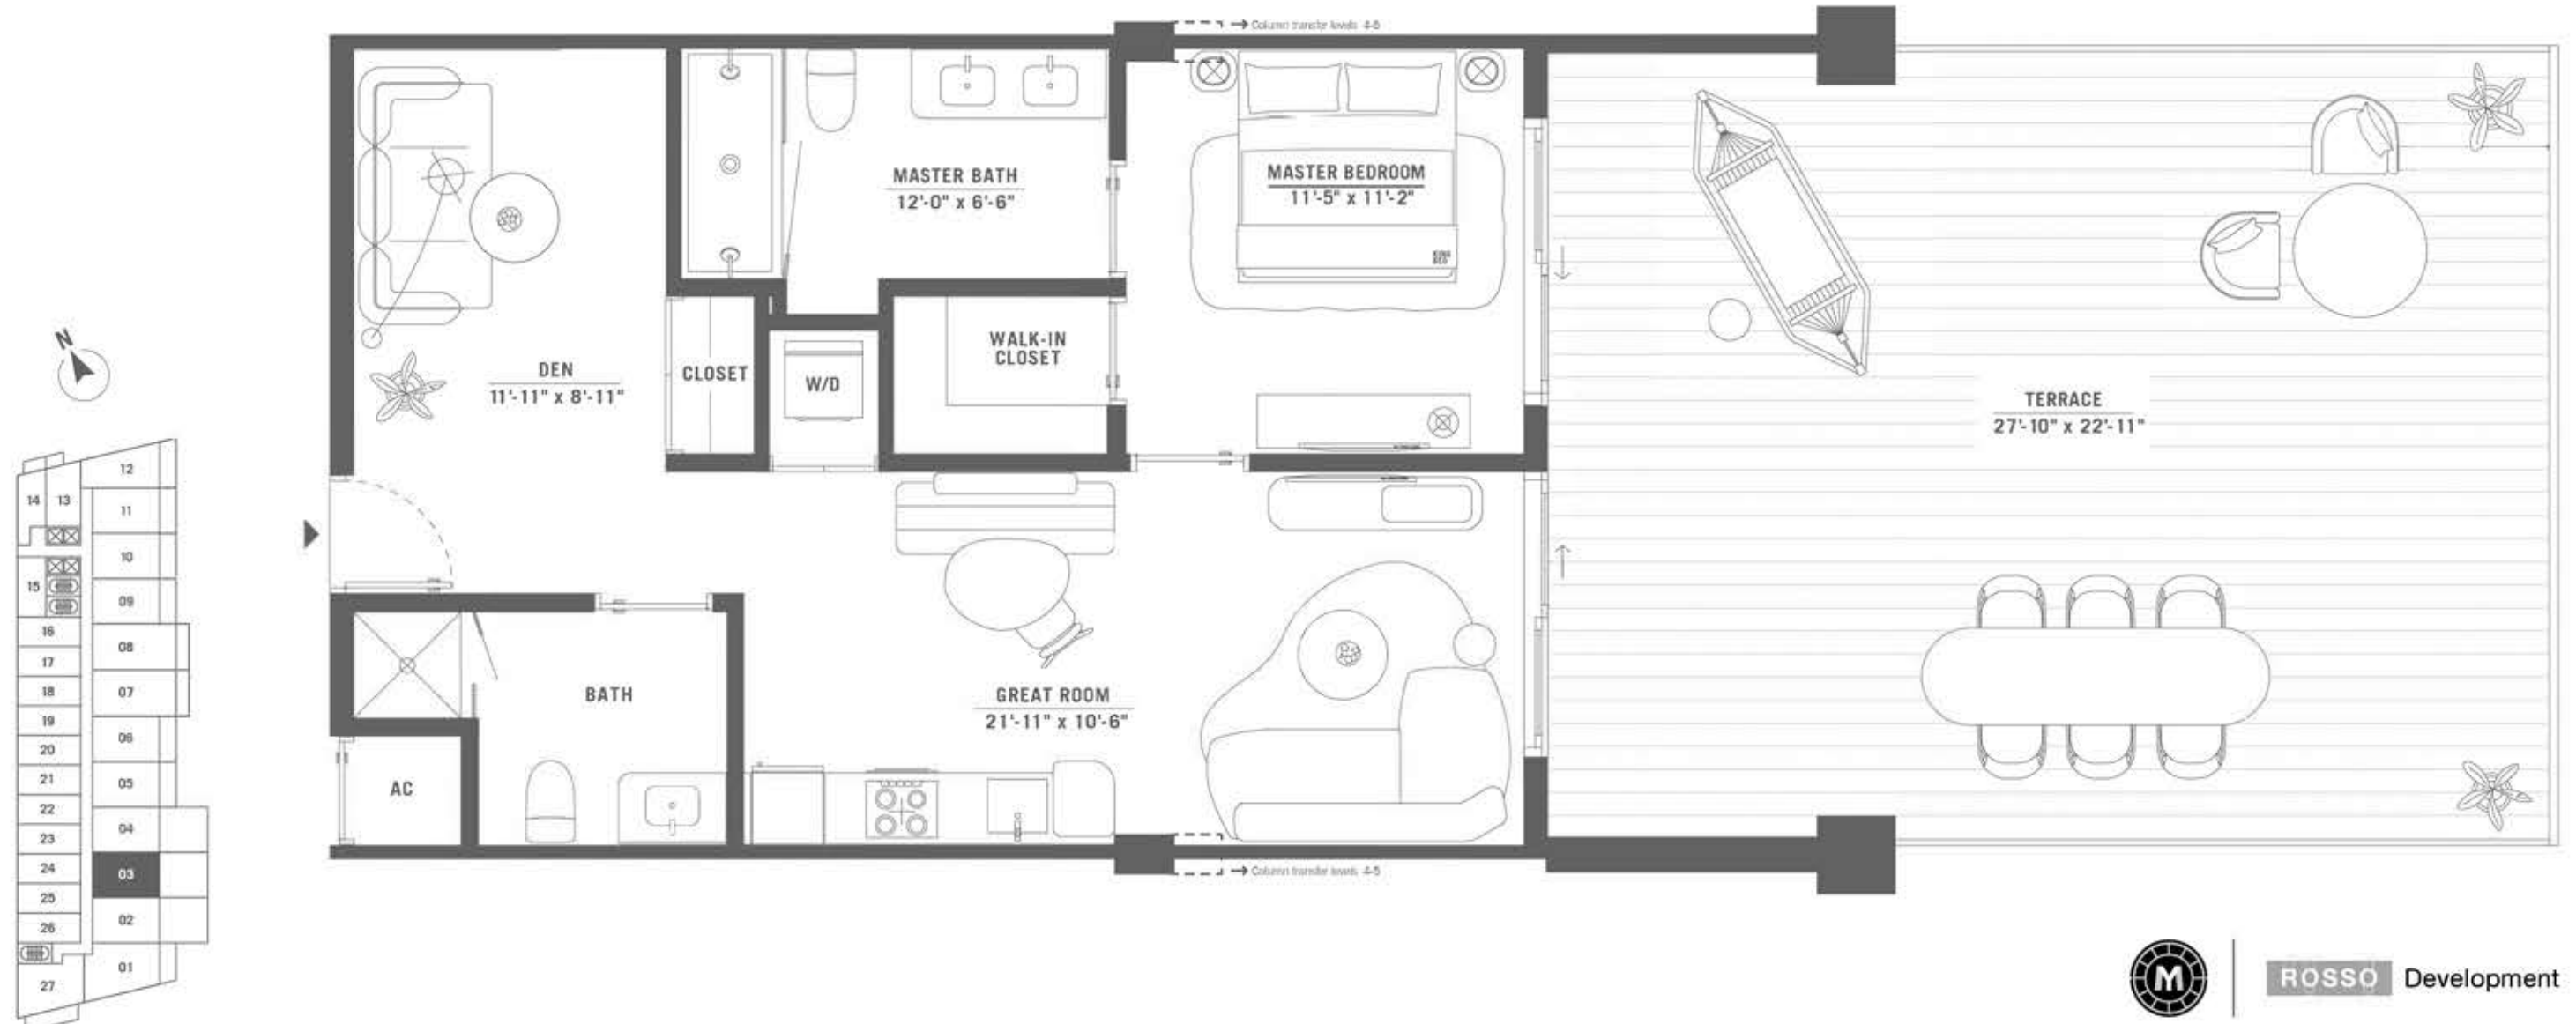 → Column transfer levels 4-5
MASTER BATH
12'-0" x 6'-6"
MASTER BEDROOM
11'-5" x 11'-2"
KING
BED
WALK-IN
CLOSET
DEN
11'-11" x 8'-11"
CLOSET
W/D
TERRACE
27'-10" x 22'-11"
BATH
GREAT ROOM
21'-11" x 10'-6"
AC
→ Column transfer levels 4-5
N
12
14
13
11
10
15
09
16
08
17
07
18
19
06
20
21
05
22
04
23
24
03
25
02
26
01
27
M
ROSSO Development